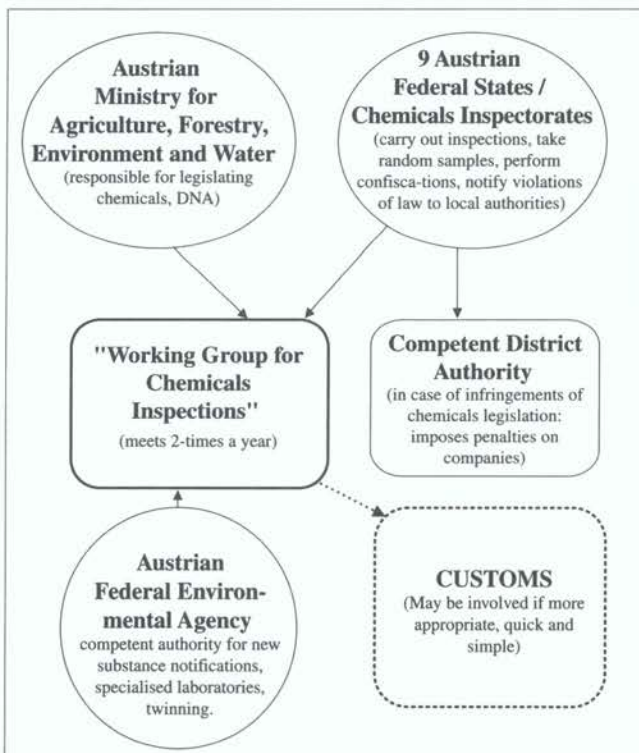 Austrian
Ministry for
Agriculture, Forestry,
Environment and Water
(responsible for legislating
chemicals, DNA)
9 Austrian
Federal States /
Chemicals Inspectorates
(carry out inspections, take
random samples, perform
confisca-tions, notify violations
of law to local authorities)
"Working Group for
Chemicals
Inspections"
(meets 2-times a year)
Competent District
Authority
(in case of infringements of
chemicals legislation:
imposes penalties on
companies)
Austrian
Federal Environ-
mental Agency
competent authority for new
substance notifications,
specialised laboratories,
twinning.
CUSTOMS
(May be involved if more
appropriate, quick and
simple)